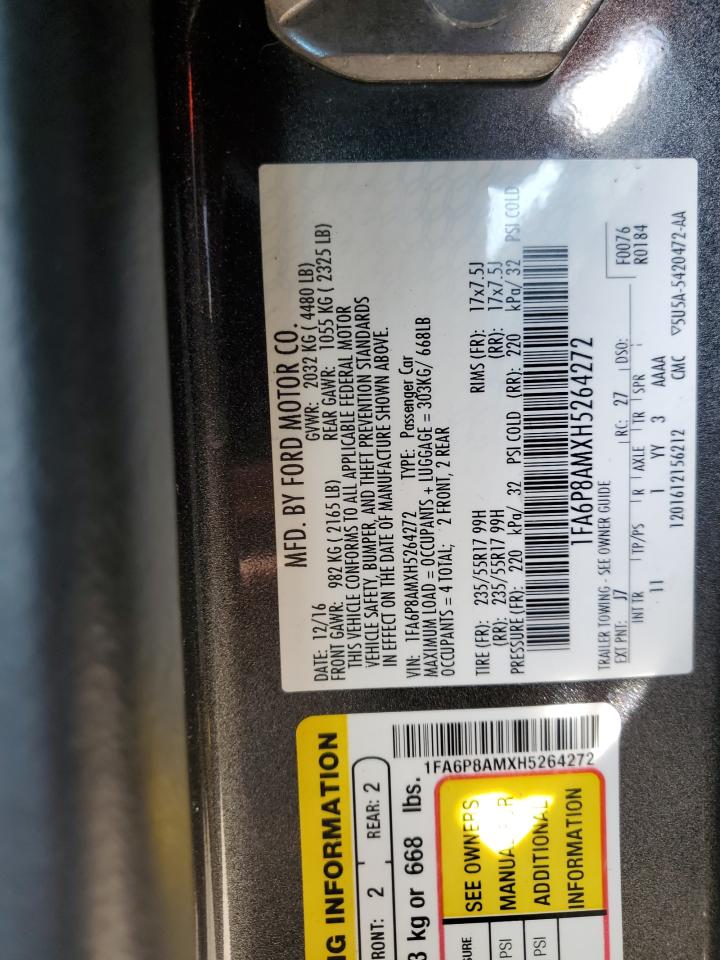 MFD. BY FORD MOTOR CO.
DATE: 12/16 GVWR: 2032 KG ( 4480 LB)
FRONT GAWR: 982 KG ( 2165 LB) REAR GAWR: 1055 KG ( 2325 LB)
THIS VEHICLE CONFORMS TO ALL APPLICABLE FEDERAL MOTOR
VEHICLE SAFETY, BUMPER, AND THEFT PREVENTION STANDARDS
IN EFFECT ON THE DATE OF MANUFACTURE SHOWN ABOVE.
VIN: 1FA6P8AMXH5264272 TYPE: Passenger Car
MAXIMUM LOAD = OCCUPANTS + LUGGAGE = 303KG/ 668LB
OCCUPANTS = 4 TOTAL; 2 FRONT, 2 REAR
TIRE (FR): 235/55R17 99H RIMS (FR): 17x7.5J
(RR): 235/55R17 99H (RR): 17x7.5J
PRESSURE (FR): 220 kPa/ 32 PSI COLD (RR): 220 kPa/ 32 PSI COLD
1FA6P8AMXH5264272
TRAILER TOWING - SEE OWNER GUIDE
F0076
R0184
EXT PNT: J7 RC: 27 DSO:
INT TR TP/PS R AXLE TR SPR
11 I YY 3 AAAA
1201612156212 CMC 5U5A-5420472-AA
NG INFORMATION
RONT: 2 REAR: 2
3 kg or 668 lbs.
1FA6P8AMXH5264272
SURE
PSI
PSI
SEE OWNERS
ADDITIONAL
INFORMATION